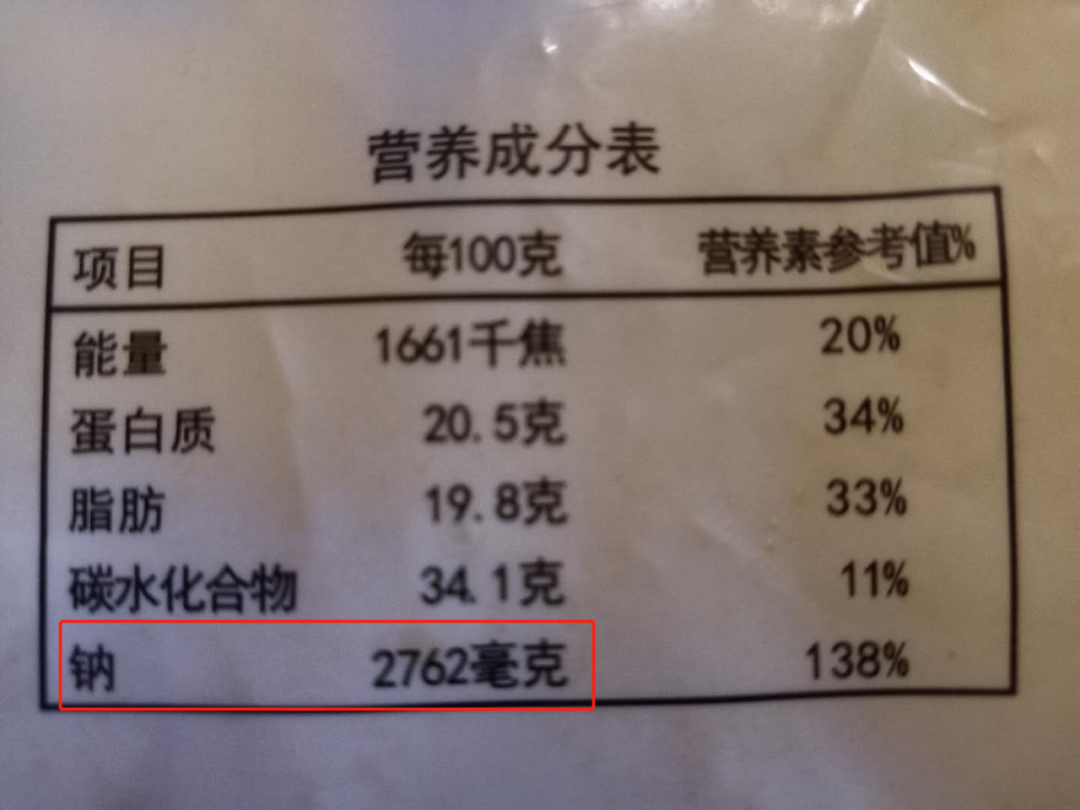 营养成分表
项目 每100克 营养素参考值%
能量 1661千焦 20%
蛋白质 20.5克 34%
脂肪 19.8克 33%
碳水化合物 34.1克 11%
钠 2762毫克 138%